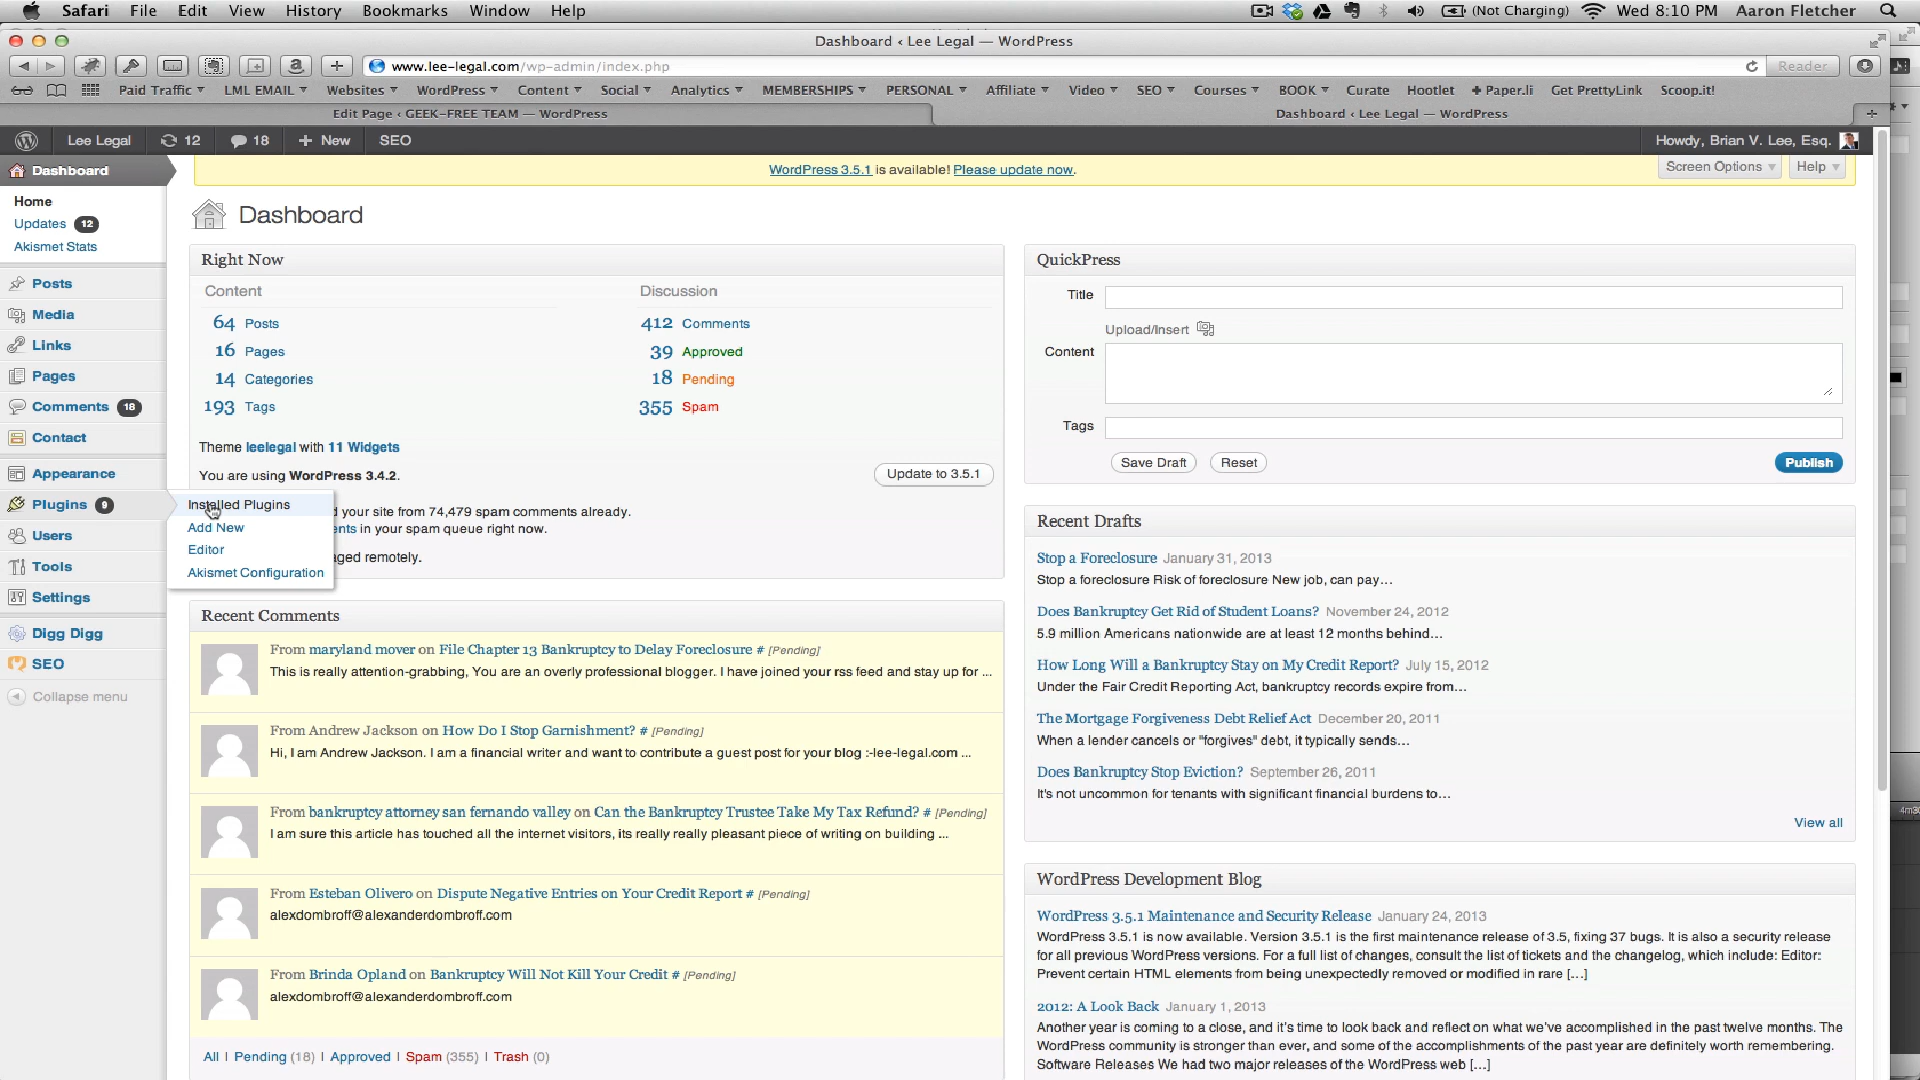 Safari File Edit View History Bookmarks Window Help (Not Charging) Wed 8:10 PM Aaron Fletcher
Dashboard ‹ Lee Legal — WordPress
www.lee-legal.com/wp-admin/index.php Reader
Paid Traffic LML EMAIL Websites WordPress Content Social Analytics MEMBERSHIPS PERSONAL Affiliate Video SEO Courses BOOK Curate Hootlet Paper.li Get PrettyLink Scoop.it!
Edit Page ‹ GEEK-FREE TEAM — WordPress Dashboard ‹ Lee Legal — WordPress
Lee Legal 12 18 + New SEO Howdy, Brian V. Lee, Esq.
WordPress 3.5.1 is available! Please update now.
Screen Options Help
Dashboard
Home
Updates 12
Akismet Stats
Posts
Media
Links
Pages
Comments 18
Contact
Appearance
Plugins 9
Users
Tools
Settings
Digg Digg
SEO
Collapse menu
Installed Plugins
Add New
Editor
Akismet Configuration
Dashboard
Right Now
Content Discussion
64 Posts 412 Comments
16 Pages 39 Approved
14 Categories 18 Pending
193 Tags 355 Spam
Theme leelegal with 11 Widgets
You are using WordPress 3.4.2. Update to 3.5.1
d your site from 74,479 spam comments already.
ents in your spam queue right now.
aged remotely.
Recent Comments
From maryland mover on File Chapter 13 Bankruptcy to Delay Foreclosure # [Pending]
This is really attention-grabbing, You are an overly professional blogger. I have joined your rss feed and stay up for ...
From Andrew Jackson on How Do I Stop Garnishment? # [Pending]
Hi, I am Andrew Jackson. I am a financial writer and want to contribute a guest post for your blog :-lee-legal.com ...
From bankruptcy attorney san fernando valley on Can the Bankruptcy Trustee Take My Tax Refund? # [Pending]
I am sure this article has touched all the internet visitors, its really really pleasant piece of writing on building ...
From Esteban Olivero on Dispute Negative Entries on Your Credit Report # [Pending]
alexdombroff@alexanderdombroff.com
From Brinda Opland on Bankruptcy Will Not Kill Your Credit # [Pending]
alexdombroff@alexanderdombroff.com
All | Pending (18) | Approved | Spam (355) | Trash (0)
QuickPress
Title
Upload/Insert
Content
Tags
Save Draft Reset Publish
Recent Drafts
Stop a Foreclosure January 31, 2013
Stop a foreclosure Risk of foreclosure New job, can pay…
Does Bankruptcy Get Rid of Student Loans? November 24, 2012
5.9 million Americans nationwide are at least 12 months behind…
How Long Will a Bankruptcy Stay on My Credit Report? July 15, 2012
Under the Fair Credit Reporting Act, bankruptcy records expire from…
The Mortgage Forgiveness Debt Relief Act December 20, 2011
When a lender cancels or "forgives" debt, it typically sends…
Does Bankruptcy Stop Eviction? September 26, 2011
It's not uncommon for tenants with significant financial burdens to…
View all
WordPress Development Blog
WordPress 3.5.1 Maintenance and Security Release January 24, 2013
WordPress 3.5.1 is now available. Version 3.5.1 is the first maintenance release of 3.5, fixing 37 bugs. It is also a security release
for all previous WordPress versions. For a full list of changes, consult the list of tickets and the changelog, which include: Editor:
Prevent certain HTML elements from being unexpectedly removed or modified in rare [...]
2012: A Look Back January 1, 2013
Another year is coming to a close, and it's time to look back and reflect on what we've accomplished in the past twelve months. The
WordPress community is stronger than ever, and some of the accomplishments of the past year are definitely worth remembering.
Software Releases We had two major releases of the WordPress web [...]